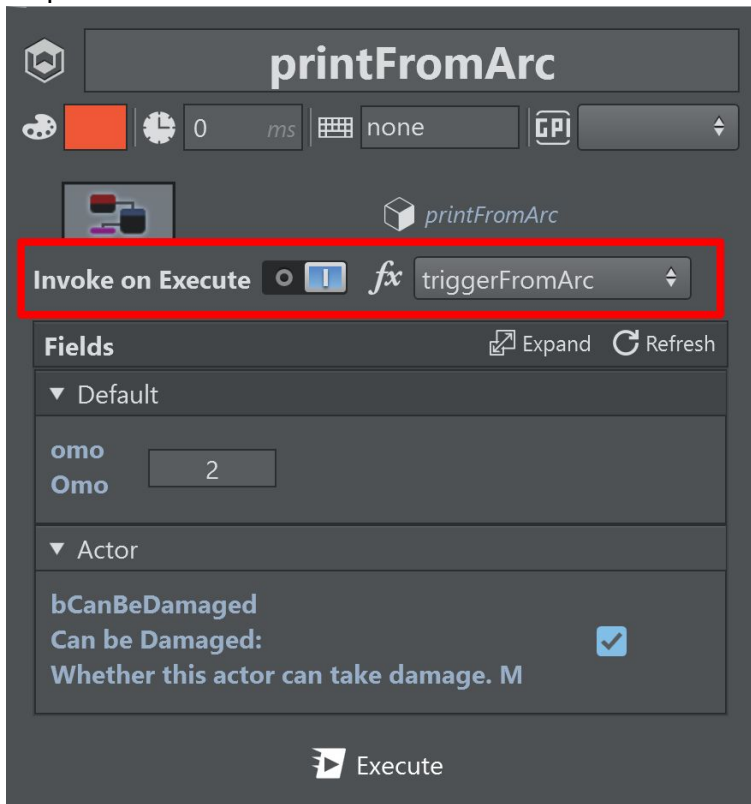 printFromArc
0 ms none GPI
printFromArc
Invoke on Execute fx triggerFromArc
Fields Expand Refresh
Default
omo
Omo
2
Actor
bCanBeDamaged
Can be Damaged:
Whether this actor can take damage. M
Execute